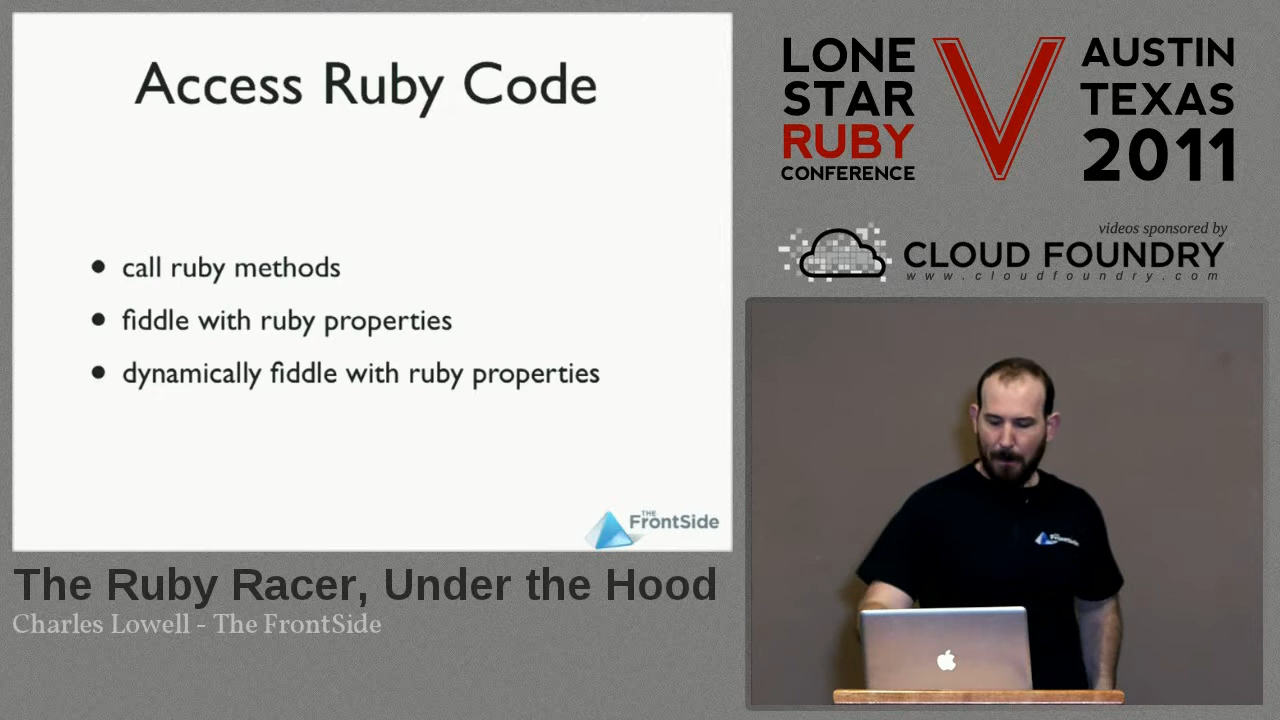 Access Ruby Code
• call ruby methods
• fiddle with ruby properties
• dynamically fiddle with ruby properties
THE
FrontSide
The Ruby Racer, Under the Hood
Charles Lowell - The FrontSide
LONE
STAR
RUBY
CONFERENCE
V
AUSTIN
TEXAS
2011
videos sponsored by
CLOUD FOUNDRY
www.cloudfoundry.com
THE
FrontSide